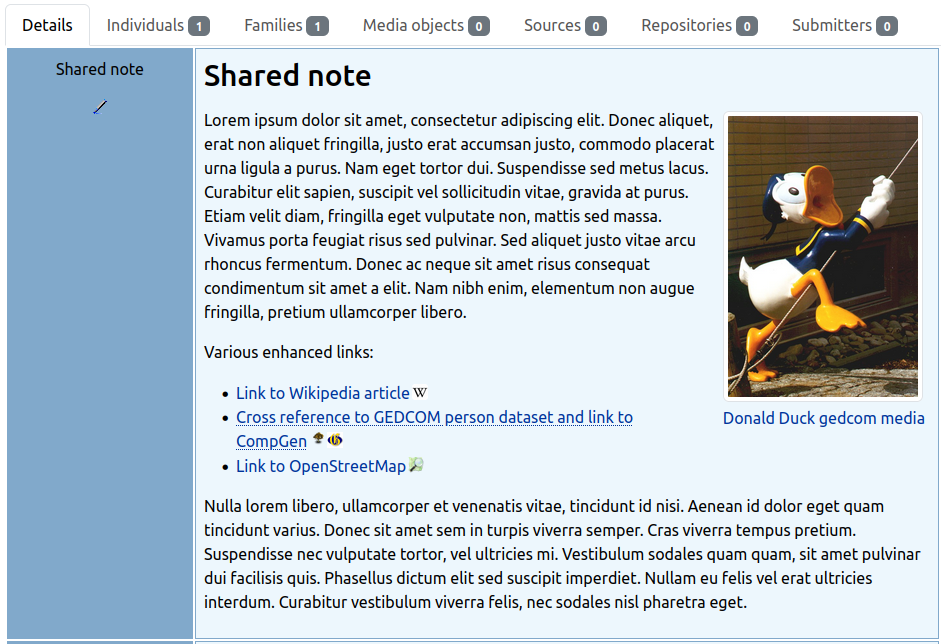 Details Individuals 1 Families 1 Media objects 0 Sources 0 Repositories 0 Submitters 0
Shared note
Shared note
Lorem ipsum dolor sit amet, consectetur adipiscing elit. Donec aliquet,
erat non aliquet fringilla, justo erat accumsan justo, commodo placerat
urna ligula a purus. Nam eget tortor dui. Suspendisse sed metus lacus.
Curabitur elit sapien, suscipit vel sollicitudin vitae, gravida at purus.
Etiam velit diam, fringilla eget vulputate non, mattis sed massa.
Vivamus porta feugiat risus sed pulvinar. Sed aliquet justo vitae arcu
rhoncus fermentum. Donec ac neque sit amet risus consequat
condimentum sit amet a elit. Nam nibh enim, elementum non augue
fringilla, pretium ullamcorper libero.
Donald Duck gedcom media
Various enhanced links:
Link to Wikipedia article W
Cross reference to GEDCOM person dataset and link to
CompGen
Link to OpenStreetMap
Nulla lorem libero, ullamcorper et venenatis vitae, tincidunt id nisi. Aenean id dolor eget quam
tincidunt varius. Donec sit amet sem in turpis viverra semper. Cras viverra tempus pretium.
Suspendisse nec vulputate tortor, vel ultricies mi. Vestibulum sodales quam quam, sit amet pulvinar
dui facilisis quis. Phasellus dictum elit sed suscipit imperdiet. Nullam eu felis vel erat ultricies
interdum. Curabitur vestibulum viverra felis, nec sodales nisl pharetra eget.